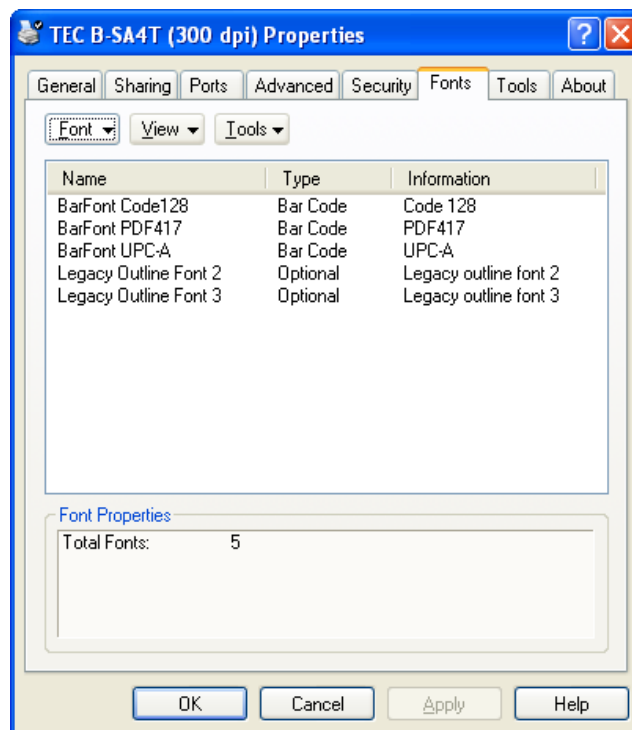 TEC B-SA4T (300 dpi) Properties
General Sharing Ports Advanced Security Fonts Tools About
Font View Tools
Name Type Information
BarFont Code128 Bar Code Code 128
BarFont PDF417 Bar Code PDF417
BarFont UPC-A Bar Code UPC-A
Legacy Outline Font 2 Optional Legacy outline font 2
Legacy Outline Font 3 Optional Legacy outline font 3
Font Properties
Total Fonts: 5
OK Cancel Apply Help